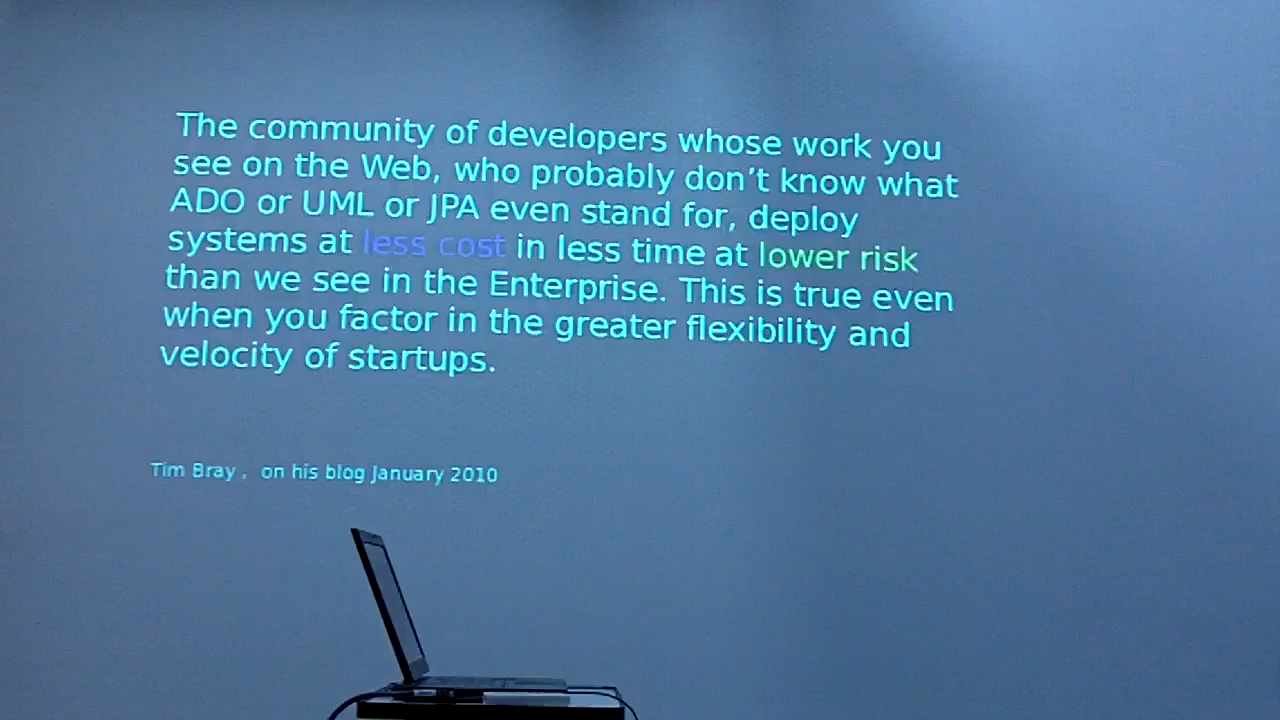 The community of developers whose work you
see on the Web, who probably don’t know what
ADO or UML or JPA even stand for, deploy
systems at less cost in less time at lower risk
than we see in the Enterprise. This is true even
when you factor in the greater flexibility and
velocity of startups.
Tim Bray , on his blog January 2010